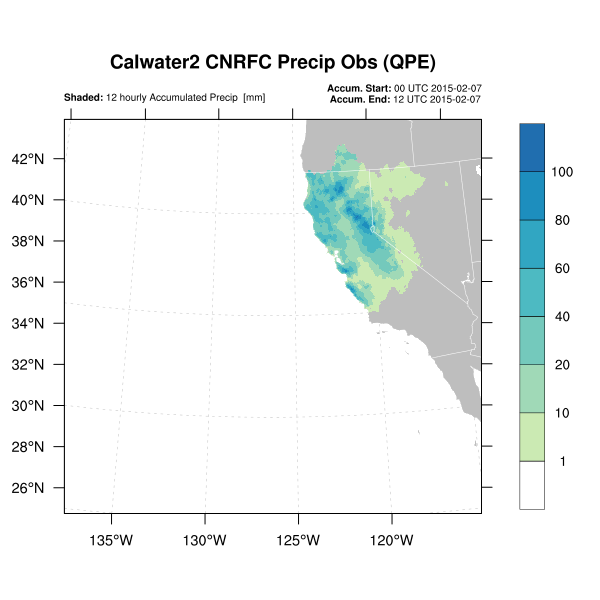 Calwater2 CNRFC Precip Obs (QPE)
Accum. Start: 00 UTC 2015-02-07
Shaded: 12 hourly Accumulated Precip [mm]
Accum. End: 12 UTC 2015-02-07
42°N
40°N
38°N
36°N
34°N
32°N
30°N
28°N
26°N
135°W
130°W
125°W
120°W
100
80
60
40
20
10
1